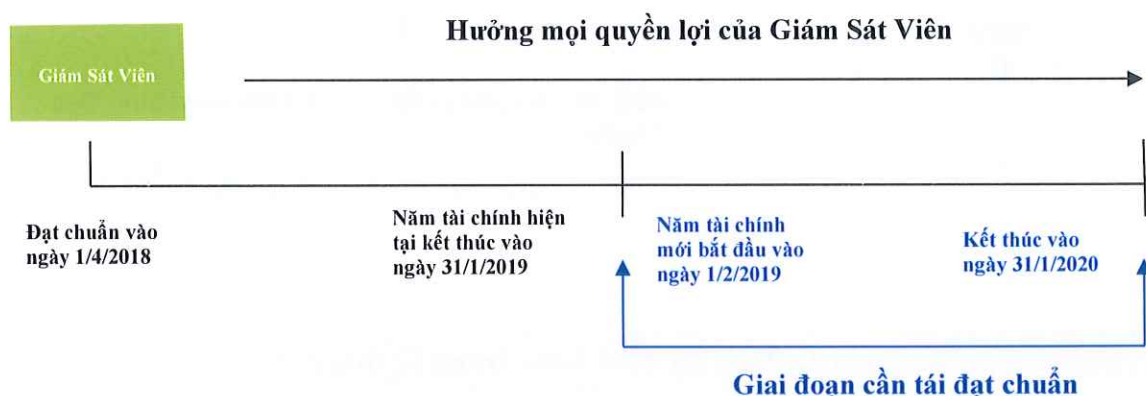 Hưởng mọi quyền lợi của Giám Sát Viên
Giám Sát Viên
Đạt chuẩn vào
ngày 1/4/2018
Năm tài chính hiện
tại kết thúc vào
ngày 31/1/2019
Năm tài chính
mới bắt đầu vào
ngày 1/2/2019
Kết thúc vào
ngày 31/1/2020
Giai đoạn cần tái đạt chuẩn